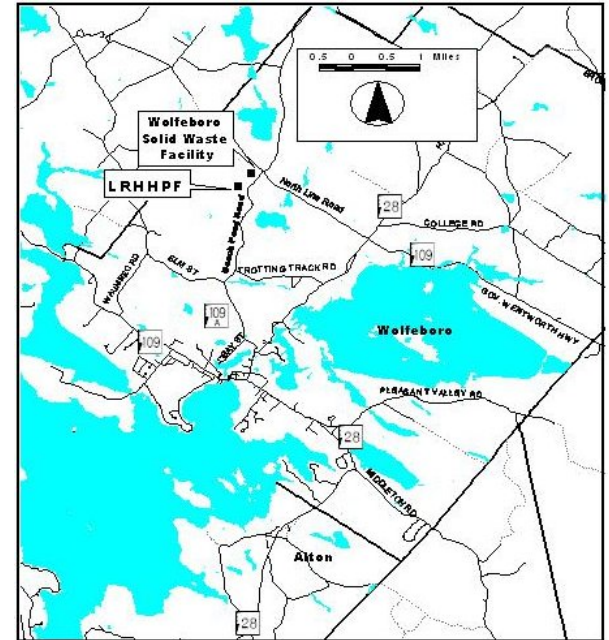 0.5 0 0.5 1 Miles
Wolfeboro
Solid Waste
Facility
LRHHPF
North Line Road
28
COLLEGE RD
Beach Pond Road
109
ELM ST
TROTTING TRACK RD
WAUMBEG RD
109
A
GOV. WENTWORTH HWY
Wolfeboro
109
PLEASANT VALLEY RD
28
MIDDLETON RD
Alton
28